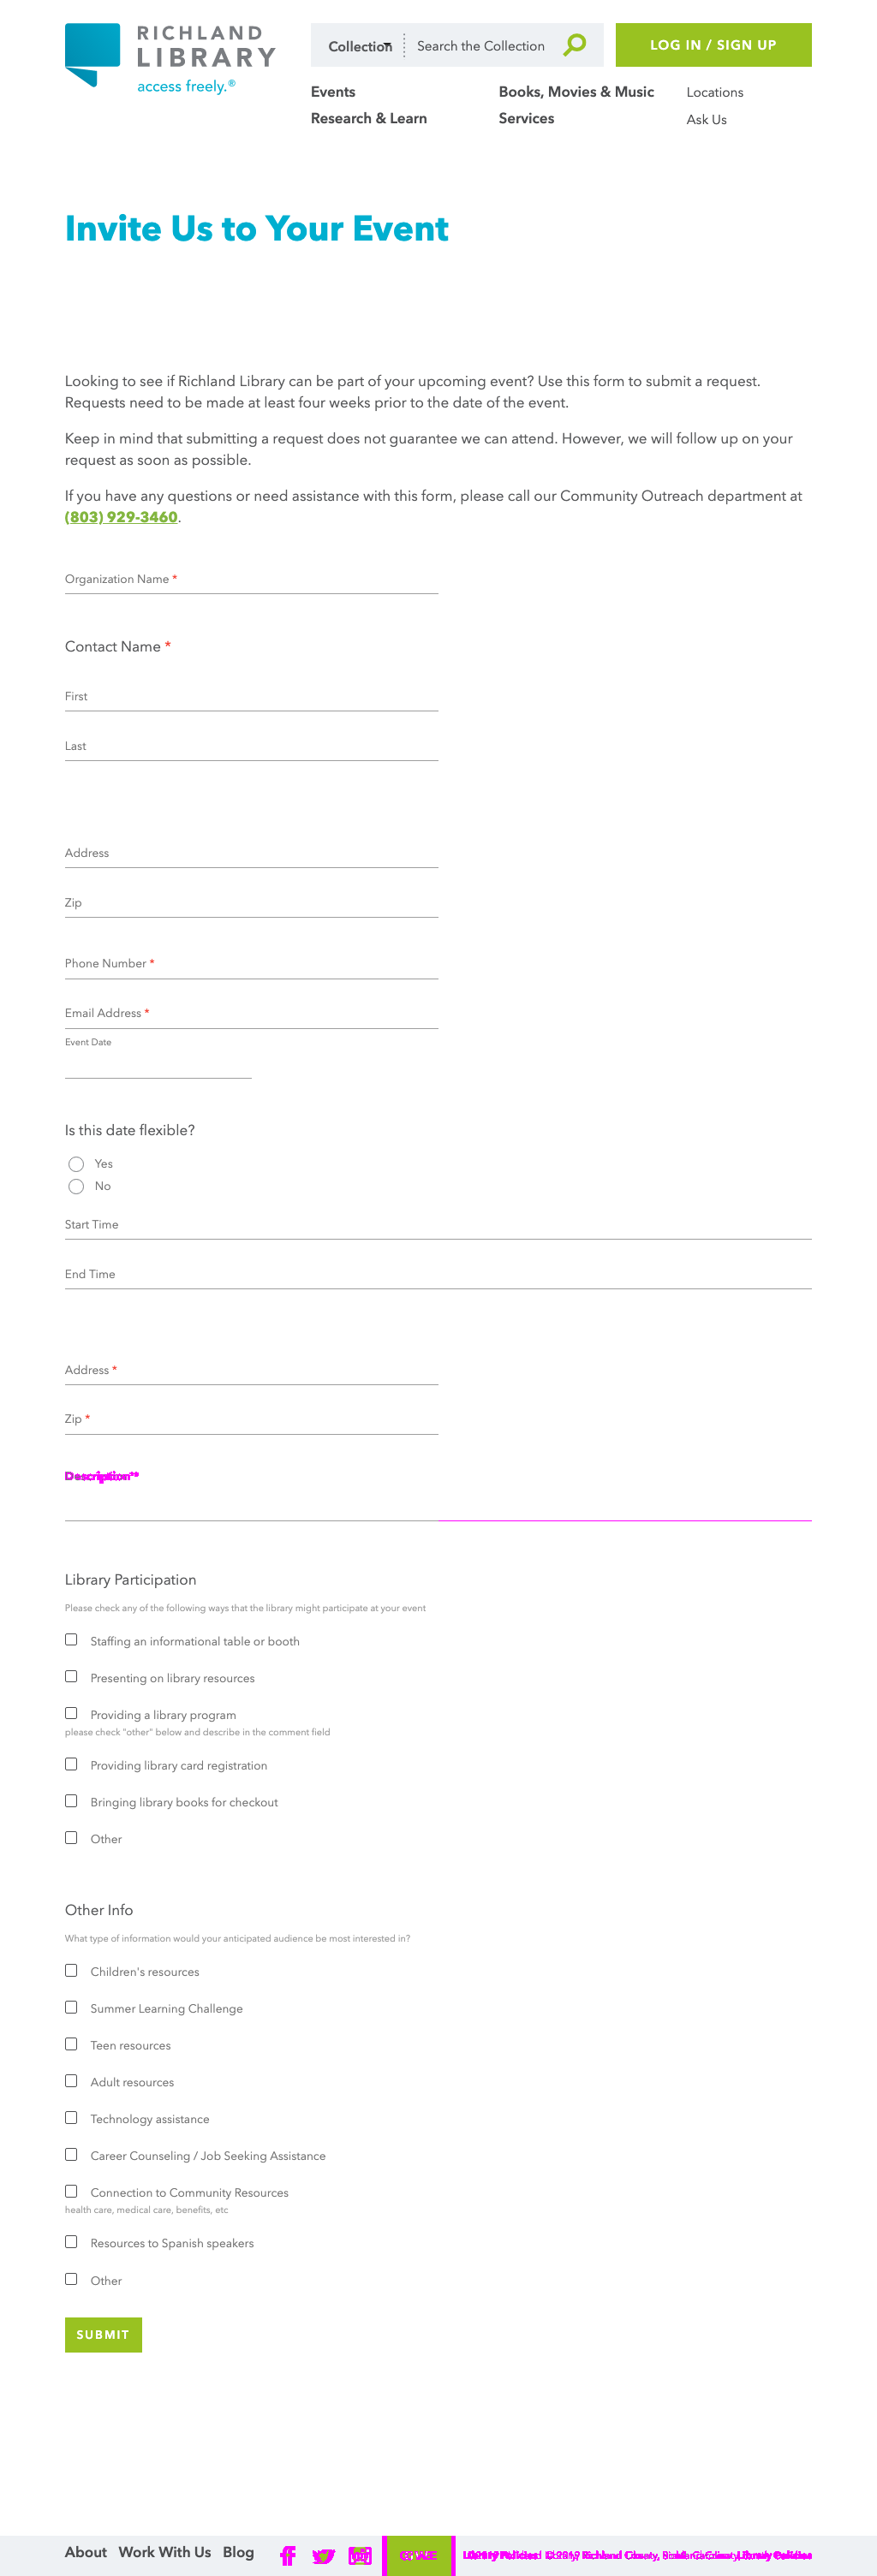 RICHLAND
LIBRARY
access freely.®
Collection
Search the Collection
LOG IN / SIGN UP
Events
Books, Movies & Music
Locations
Research & Learn
Services
Ask Us
Invite Us to Your Event
Looking to see if Richland Library can be part of your upcoming event? Use this form to submit a request.
Requests need to be made at least four weeks prior to the date of the event.
Keep in mind that submitting a request does not guarantee we can attend. However, we will follow up on your
request as soon as possible.
If you have any questions or need assistance with this form, please call our Community Outreach department at
(803) 929-3460.
Organization Name *
Contact Name *
First
Last
Address
Zip
Phone Number *
Email Address *
Event Date
Is this date flexible?
Yes
No
Start Time
End Time
Address *
Zip *
Description *
Library Participation
Please check any of the following ways that the library might participate at your event
Staffing an informational table or booth
Presenting on library resources
Providing a library program
please check "other" below and describe in the comment field
Providing library card registration
Bringing library books for checkout
Other
Other Info
What type of information would your anticipated audience be most interested in?
Children's resources
Summer Learning Challenge
Teen resources
Adult resources
Technology assistance
Career Counseling / Job Seeking Assistance
Connection to Community Resources
health care, medical care, benefits, etc
Resources to Spanish speakers
Other
SUBMIT
About
Work With Us
Blog
Library Policies